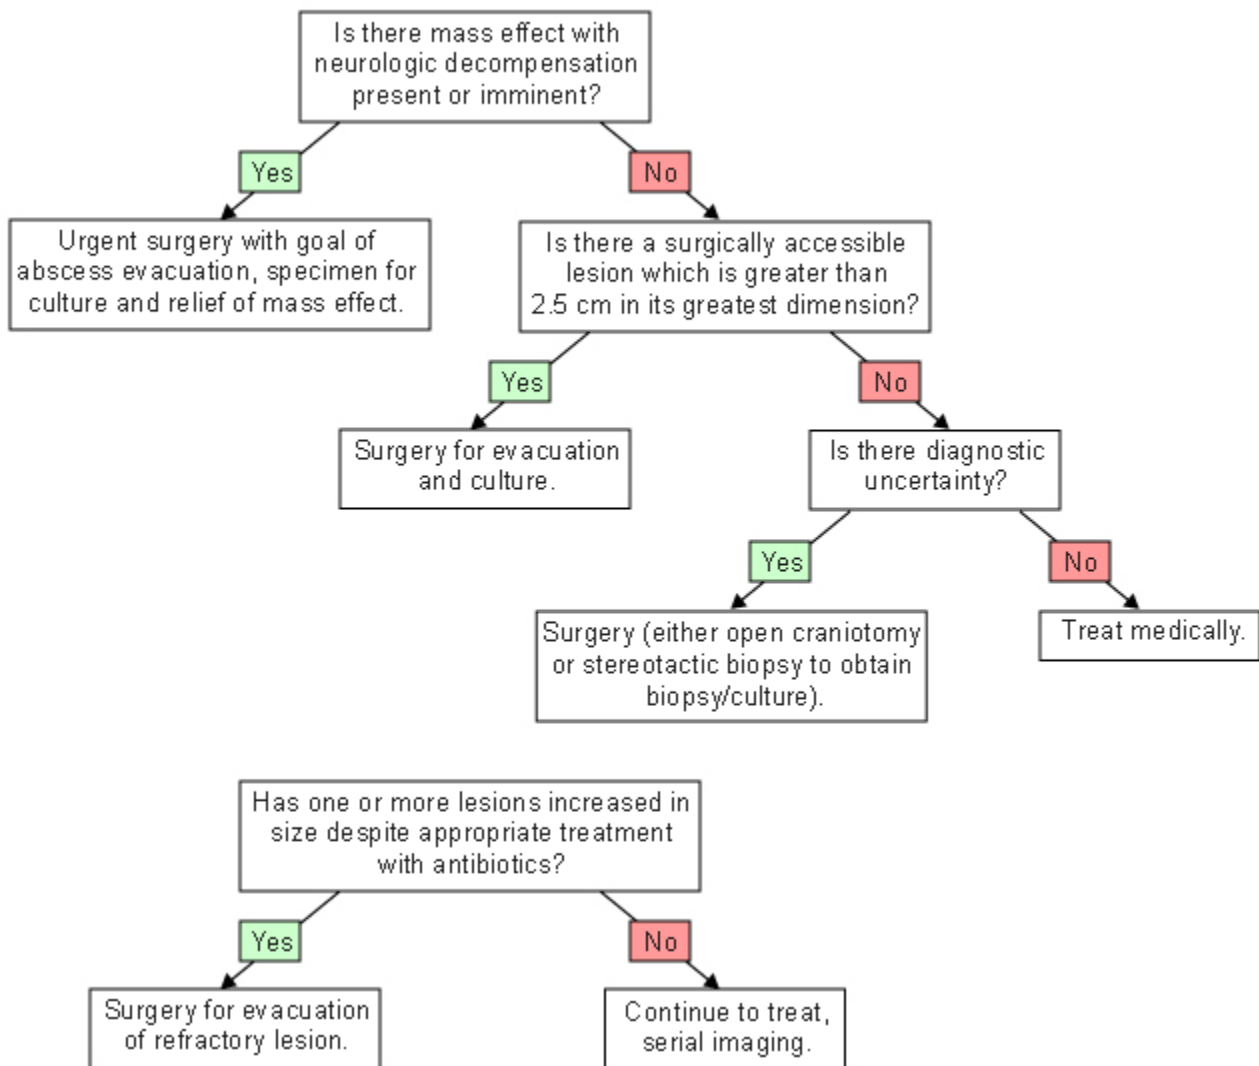 Is there mass effect with
neurologic decompensation
present or imminent?
Yes
No
Urgent surgery with goal of
abscess evacuation, specimen for
culture and relief of mass effect.
Is there a surgically accessible
lesion which is greater than
2.5 cm in its greatest dimension?
Yes
No
Surgery for evacuation
and culture.
Is there diagnostic
uncertainty?
Yes
No
Surgery (either open craniotomy
or stereotactic biopsy to obtain
biopsy/culture).
Treat medically.
Has one or more lesions increased in
size despite appropriate treatment
with antibiotics?
Yes
No
Surgery for evacuation
of refractory lesion.
Continue to treat,
serial imaging.